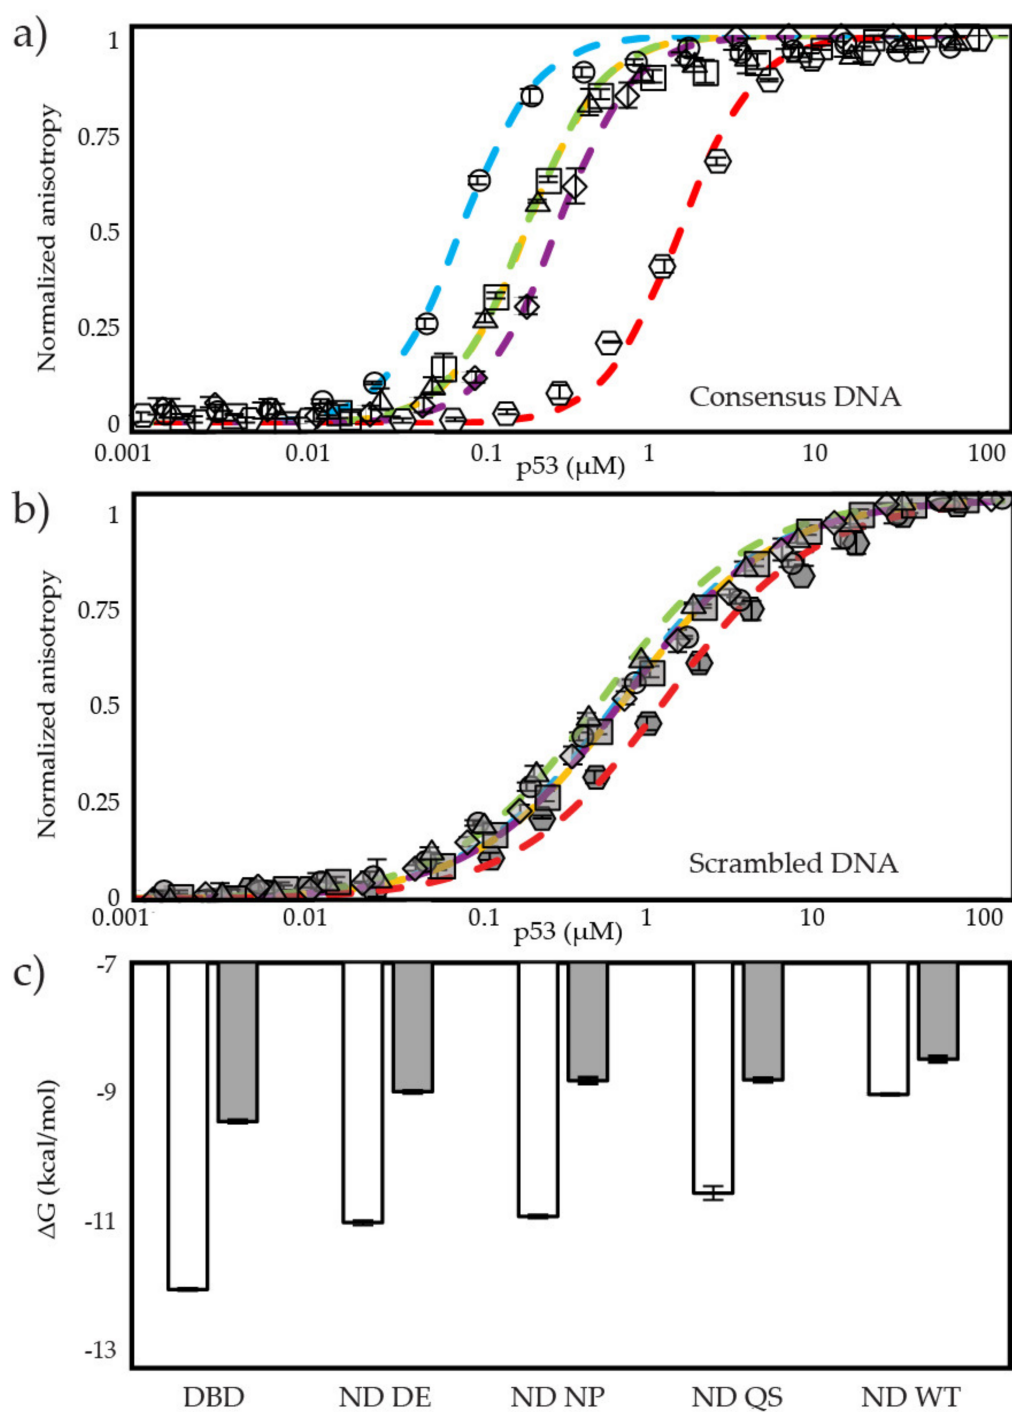 a)
1
0.75
0.5
0.25
0
Normalized anisotropy
Consensus DNA
0.001 0.01 0.1 1 10 100
p53 (μM)
b)
1
0.75
0.5
0.25
0
Normalized anisotropy
Scrambled DNA
0.001 0.01 0.1 1 10 100
p53 (μM)
c)
-7
-9
-11
-13
ΔG (kcal/mol)
DBD ND DE ND NP ND QS ND WT